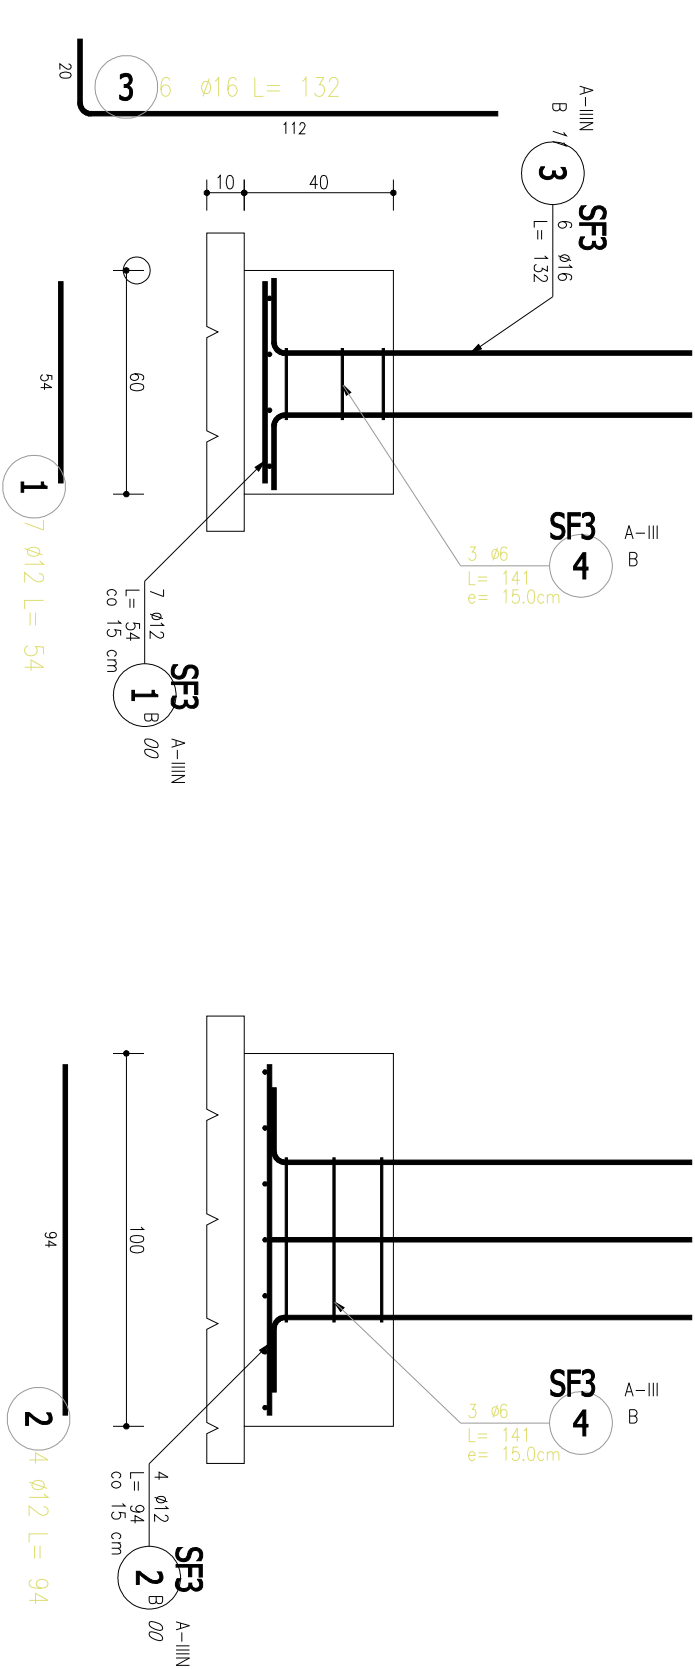 20
3
6 ø16 L= 132
112
A-IIIN
B
3
SF3
6 ø16
L= 132
10
40
60
54
1
7 ø12 L= 54
SF3
4
A-III
B
3 ø6
L= 141
e= 15.0cm
7 ø12
L= 54
co 15 cm
SF3
1
B 00
A-IIIN
100
94
2
4 ø12 L= 94
SF3
4
A-III
B
3 ø6
L= 141
e= 15.0cm
4 ø12
L= 94
co 15 cm
SF3
2
B 00
A-IIIN